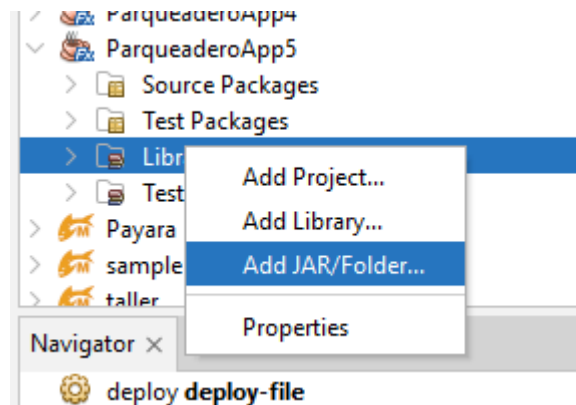 ParqueaderoApp4
ParqueaderoApp5
Source Packages
Test Packages
Libr
Test
Payara
sample
taller
Add Project...
Add Library...
Add JAR/Folder...
Properties
Navigator ×
deploy deploy-file